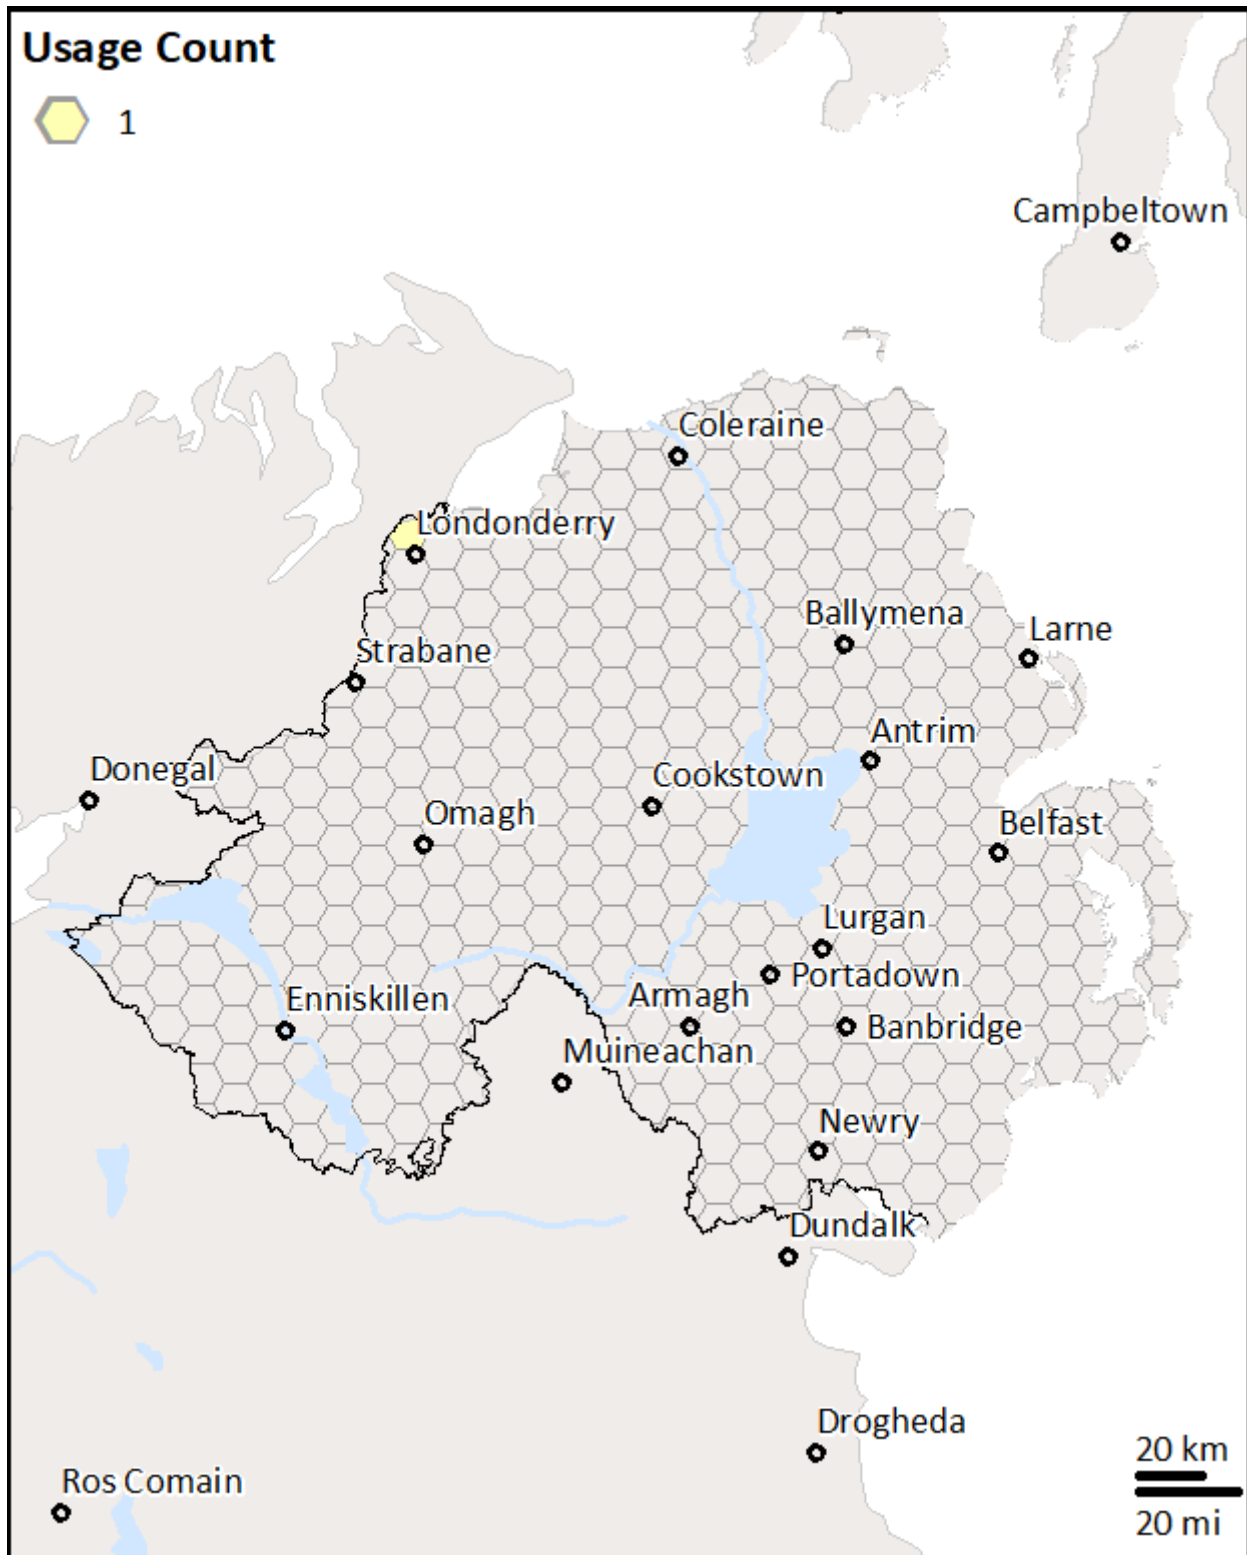 Usage Count
1
Campbeltown
Coleraine
Londonderry
Ballymena
Larne
Strabane
Antrim
Donegal
Cookstown
Omagh
Belfast
Lurgan
Portadown
Enniskillen
Armagh
Banbridge
Muineachan
Newry
Dundalk
Drogheda
20 km
Ros Comain
20 mi